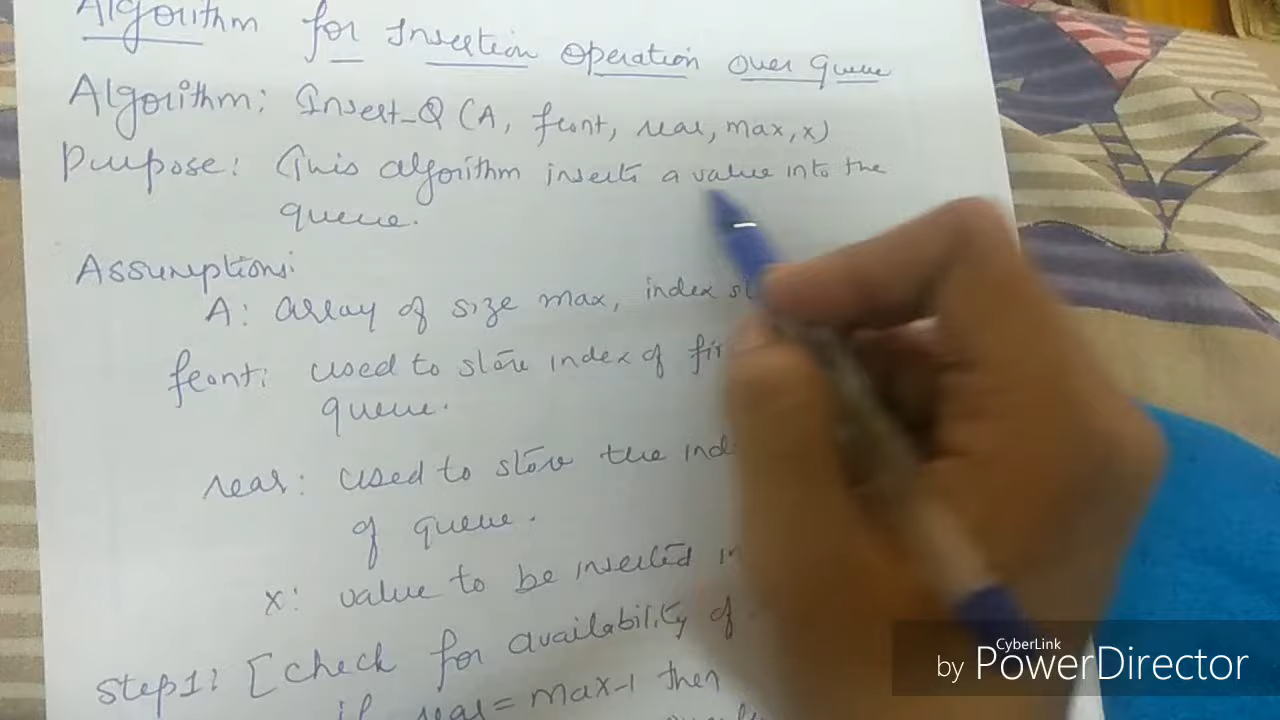 Algorithm for Insertion Operation Over Queue
Algorithm: Insert_Q (A, front, rear, max, x)
Purpose: This algorithm inserts a value into the
queue.
Assumptions:
A: array of size max, index
front: used to store index of
queue.
rear: used to store the
of queue.
x: value to be inserted
Step1: [Check for availability of
if rear = max-1 then
CyberLink
by PowerDirector